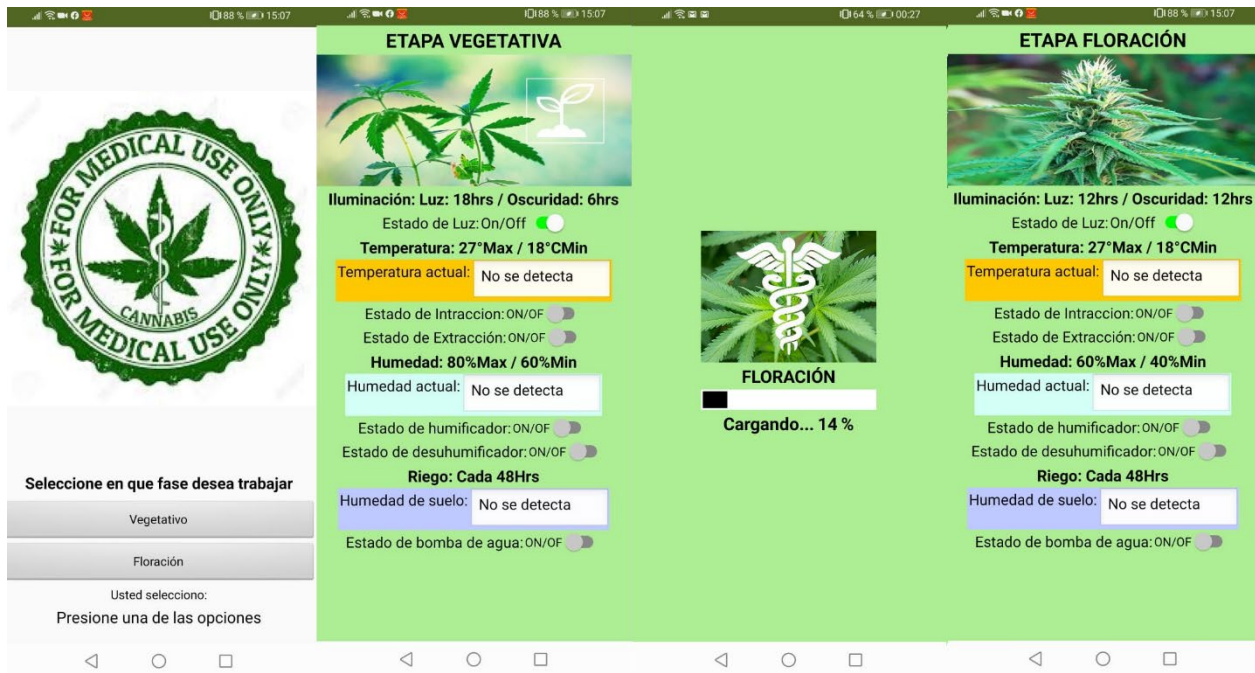 88 % 15:07
FOR MEDICAL USE ONLY
CANNABIS
FOR MEDICAL USE ONLY
Seleccione en que fase desea trabajar
Vegetativo
Floración
Usted selecciono:
Presione una de las opciones
88 % 15:07
ETAPA VEGETATIVA
Iluminación: Luz: 18hrs / Oscuridad: 6hrs
Estado de Luz: On/Off
Temperatura: 27°Max / 18°CMin
Temperatura actual: No se detecta
Estado de Intraccion: ON/OF
Estado de Extracción: ON/OF
Humedad: 80%Max / 60%Min
Humedad actual: No se detecta
Estado de humificador: ON/OF
Estado de desuhumificador: ON/OF
Riego: Cada 48Hrs
Humedad de suelo: No se detecta
Estado de bomba de agua: ON/OF
64 % 00:27
FLORACIÓN
Cargando... 14 %
88 % 15:07
ETAPA FLORACIÓN
Iluminación: Luz: 12hrs / Oscuridad: 12hrs
Estado de Luz: On/Off
Temperatura: 27°Max / 18°CMin
Temperatura actual: No se detecta
Estado de Intraccion: ON/OF
Estado de Extracción: ON/OF
Humedad: 60%Max / 40%Min
Humedad actual: No se detecta
Estado de humificador: ON/OF
Estado de desuhumificador: ON/OF
Riego: Cada 48Hrs
Humedad de suelo: No se detecta
Estado de bomba de agua: ON/OF